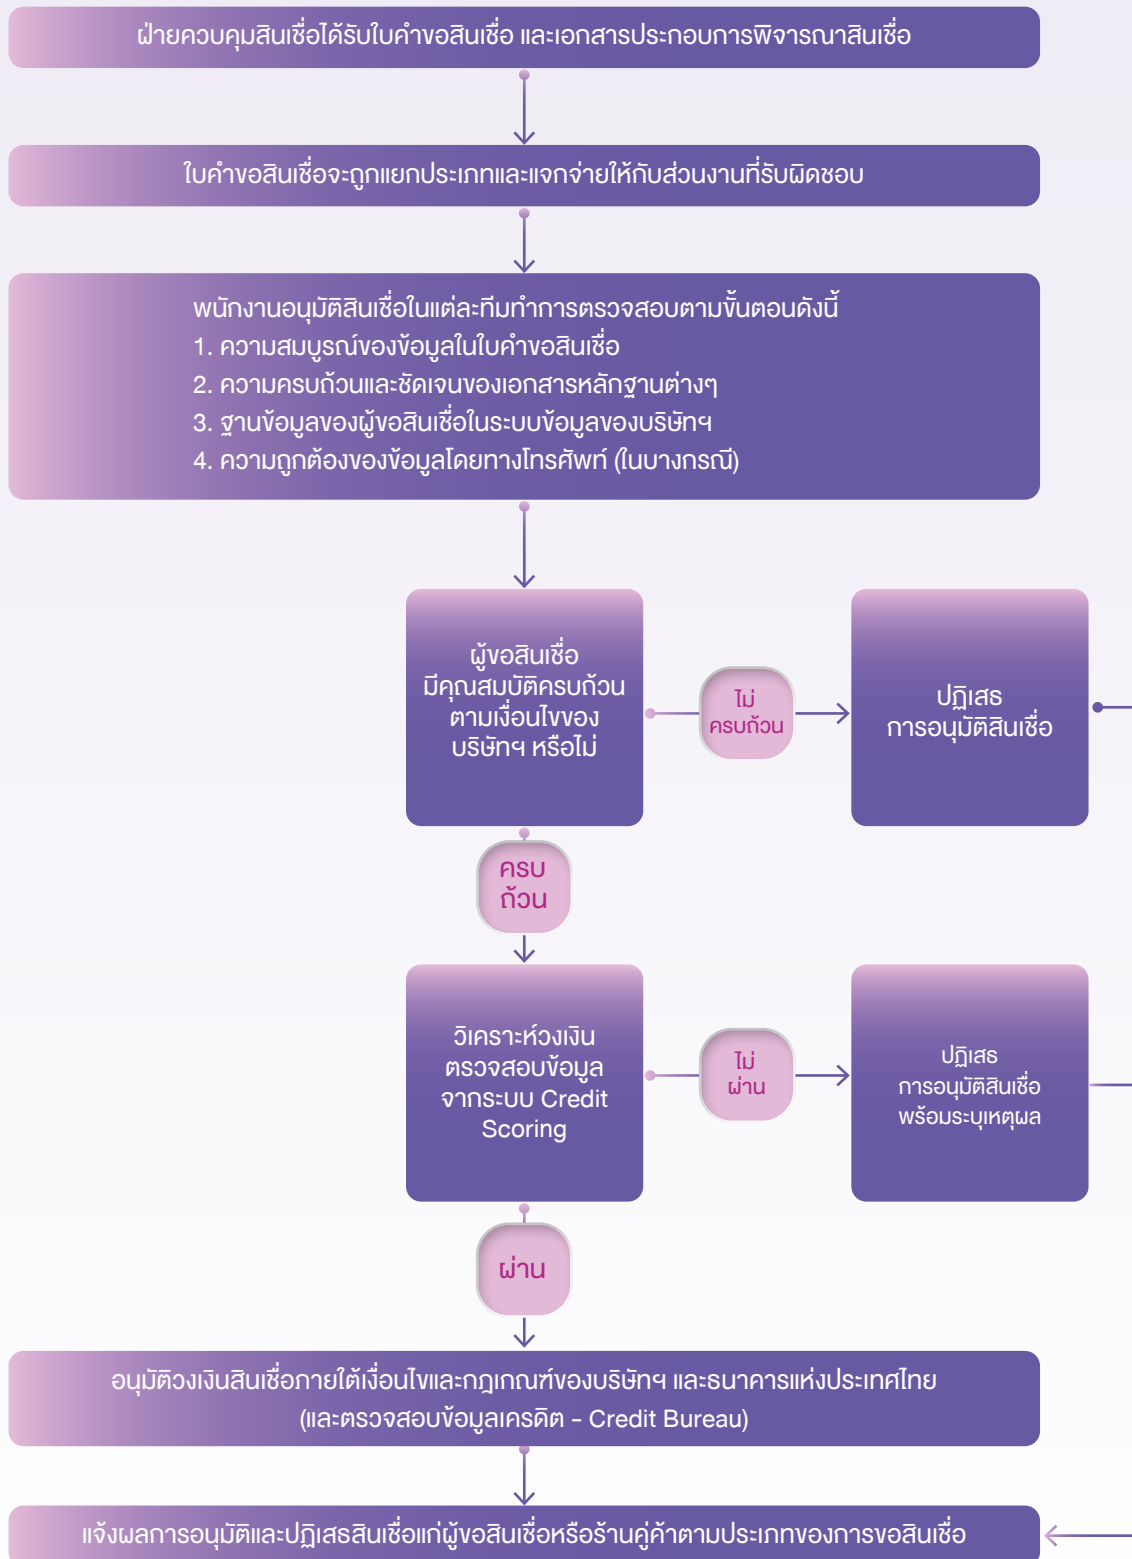 ฝ่ายควบคุมสินเชื่อได้รับใบคำขอสินเชื่อ และเอกสารประกอบการพิจารณาสินเชื่อ
ใบคำขอสินเชื่อจะถูกแยกประเภทและแจกจ่ายให้กับส่วนงานที่รับผิดชอบ
พนักงานอนุมัติสินเชื่อในแต่ละทีมทำการตรวจสอบตามขั้นตอนดังนี้
1. ความสมบูรณ์ของข้อมูลในใบคำขอสินเชื่อ
2. ความครบถ้วนและชัดเจนของเอกสารหลักฐานต่างๆ
3. ฐานข้อมูลของผู้ขอสินเชื่อในระบบข้อมูลของบริษัทฯ
4. ความถูกต้องของข้อมูลโดยทางโทรศัพท์ (ในบางกรณี)
ผู้ขอสินเชื่อ
มีคุณสมบัติครบถ้วน
ตามเงื่อนไขของ
บริษัทฯ หรือไม่
ไม่
ครบถ้วน
ปฏิเสธ
การอนุมัติสินเชื่อ
ครบ
ถ้วน
วิเคราะห์วงเงิน
ตรวจสอบข้อมูล
จากระบบ Credit
Scoring
ไม่
ผ่าน
ปฏิเสธ
การอนุมัติสินเชื่อ
พร้อมระบุเหตุผล
ผ่าน
อนุมัติวงเงินสินเชื่อภายใต้เงื่อนไขและกฎเกณฑ์ของบริษัทฯ และธนาคารแห่งประเทศไทย
(และตรวจสอบข้อมูลเครดิต - Credit Bureau)
แจ้งผลการอนุมัติและปฏิเสธสินเชื่อแก่ผู้ขอสินเชื่อหรือร้านคู่ค้าตามประเภทของการขอสินเชื่อ